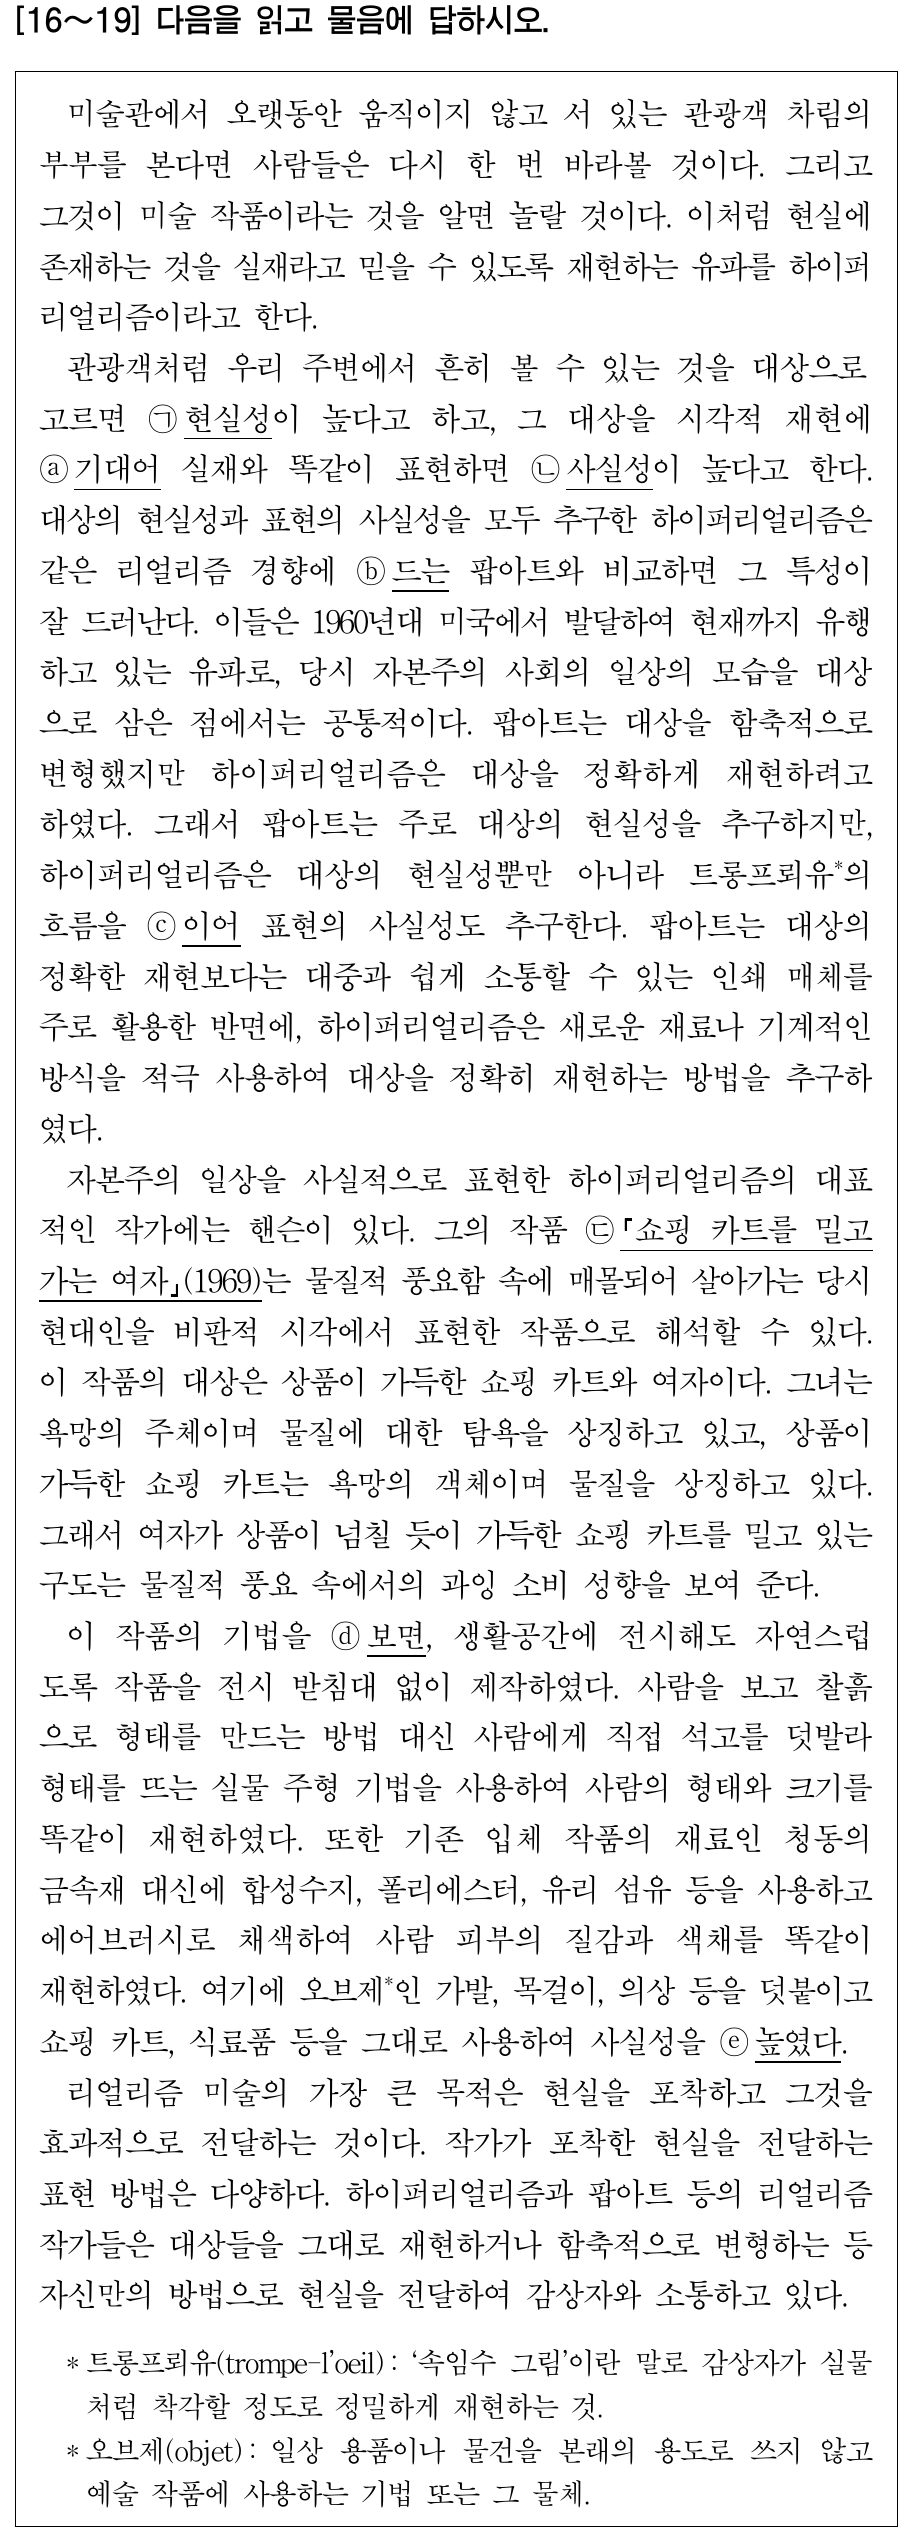 [16～19] 다음을 읽고 물음에 답하시오.
미술관에서 오랫동안 움직이지 않고 서 있는 관광객 차림의
부부를 본다면 사람들은 다시 한 번 바라볼 것이다. 그리고
그것이 미술 작품이라는 것을 알면 놀랄 것이다. 이처럼 현실에
존재하는 것을 실재라고 믿을 수 있도록 재현하는 유파를 하이퍼
리얼리즘이라고 한다.
관광객처럼 우리 주변에서 흔히 볼 수 있는 것을 대상으로
고르면 ㉠현실성이 높다고 하고, 그 대상을 시각적 재현에
ⓐ기대어 실재와 똑같이 표현하면 ㉡사실성이 높다고 한다.
대상의 현실성과 표현의 사실성을 모두 추구한 하이퍼리얼리즘은
같은 리얼리즘 경향에 ⓑ드는 팝아트와 비교하면 그 특성이
잘 드러난다. 이들은 1960년대 미국에서 발달하여 현재까지 유행
하고 있는 유파로, 당시 자본주의 사회의 일상의 모습을 대상
으로 삼은 점에서는 공통적이다. 팝아트는 대상을 함축적으로
변형했지만 하이퍼리얼리즘은 대상을 정확하게 재현하려고
하였다. 그래서 팝아트는 주로 대상의 현실성을 추구하지만,
하이퍼리얼리즘은 대상의 현실성뿐만 아니라 트롱프뢰유*의
흐름을 ⓒ이어 표현의 사실성도 추구한다. 팝아트는 대상의
정확한 재현보다는 대중과 쉽게 소통할 수 있는 인쇄 매체를
주로 활용한 반면에, 하이퍼리얼리즘은 새로운 재료나 기계적인
방식을 적극 사용하여 대상을 정확히 재현하는 방법을 추구하
였다.
자본주의 일상을 사실적으로 표현한 하이퍼리얼리즘의 대표
적인 작가에는 핸슨이 있다. 그의 작품 ㉢「쇼핑 카트를 밀고
가는 여자」(1969)는 물질적 풍요함 속에 매몰되어 살아가는 당시
현대인을 비판적 시각에서 표현한 작품으로 해석할 수 있다.
이 작품의 대상은 상품이 가득한 쇼핑 카트와 여자이다. 그녀는
욕망의 주체이며 물질에 대한 탐욕을 상징하고 있고, 상품이
가득한 쇼핑 카트는 욕망의 객체이며 물질을 상징하고 있다.
그래서 여자가 상품이 넘칠 듯이 가득한 쇼핑 카트를 밀고 있는
구도는 물질적 풍요 속에서의 과잉 소비 성향을 보여 준다.
이 작품의 기법을 ⓓ보면, 생활공간에 전시해도 자연스럽
도록 작품을 전시 받침대 없이 제작하였다. 사람을 보고 찰흙
으로 형태를 만드는 방법 대신 사람에게 직접 석고를 덧발라
형태를 뜨는 실물 주형 기법을 사용하여 사람의 형태와 크기를
똑같이 재현하였다. 또한 기존 입체 작품의 재료인 청동의
금속재 대신에 합성수지, 폴리에스터, 유리 섬유 등을 사용하고
에어브러시로 채색하여 사람 피부의 질감과 색채를 똑같이
재현하였다. 여기에 오브제*인 가발, 목걸이, 의상 등을 덧붙이고
쇼핑 카트, 식료품 등을 그대로 사용하여 사실성을 ⓔ높였다.
리얼리즘 미술의 가장 큰 목적은 현실을 포착하고 그것을
효과적으로 전달하는 것이다. 작가가 포착한 현실을 전달하는
표현 방법은 다양하다. 하이퍼리얼리즘과 팝아트 등의 리얼리즘
작가들은 대상들을 그대로 재현하거나 함축적으로 변형하는 등
자신만의 방법으로 현실을 전달하여 감상자와 소통하고 있다.
* 트롱프뢰유(trompe-l'oeil): ‘속임수 그림’이란 말로 감상자가 실물
처럼 착각할 정도로 정밀하게 재현하는 것.
* 오브제(objet): 일상 용품이나 물건을 본래의 용도로 쓰지 않고
예술 작품에 사용하는 기법 또는 그 물체.